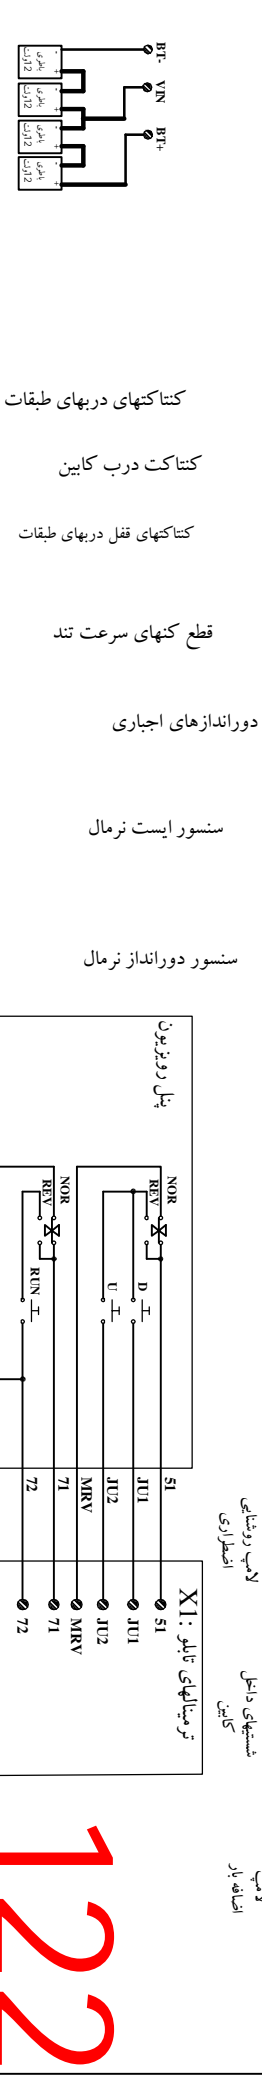 BT-
VIN
BT+
باطری
12ولت
- +
باطری
12ولت
- +
باطری
12ولت
- +
باطری
12ولت
- +
کنتاکتهای دربهای طبقات
کنتاکت درب کابین
کنتاکتهای قفل دربهای طبقات
قطع کنهای سرعت تند
دوراندازهای اجباری
سنسور ایست نرمال
سنسور دورانداز نرمال
پنل رویزیون
NOR
REV
D
U
NOR
REV
RUN
51
JU1
JU2
MRV
71
72
لامپ روشنایی
اضطراری
X1: ترمینالهای تابلو
51
JU1
JU2
MRV
71
72
شستیهای داخل
کابین
لامپ
اضافه بار
122